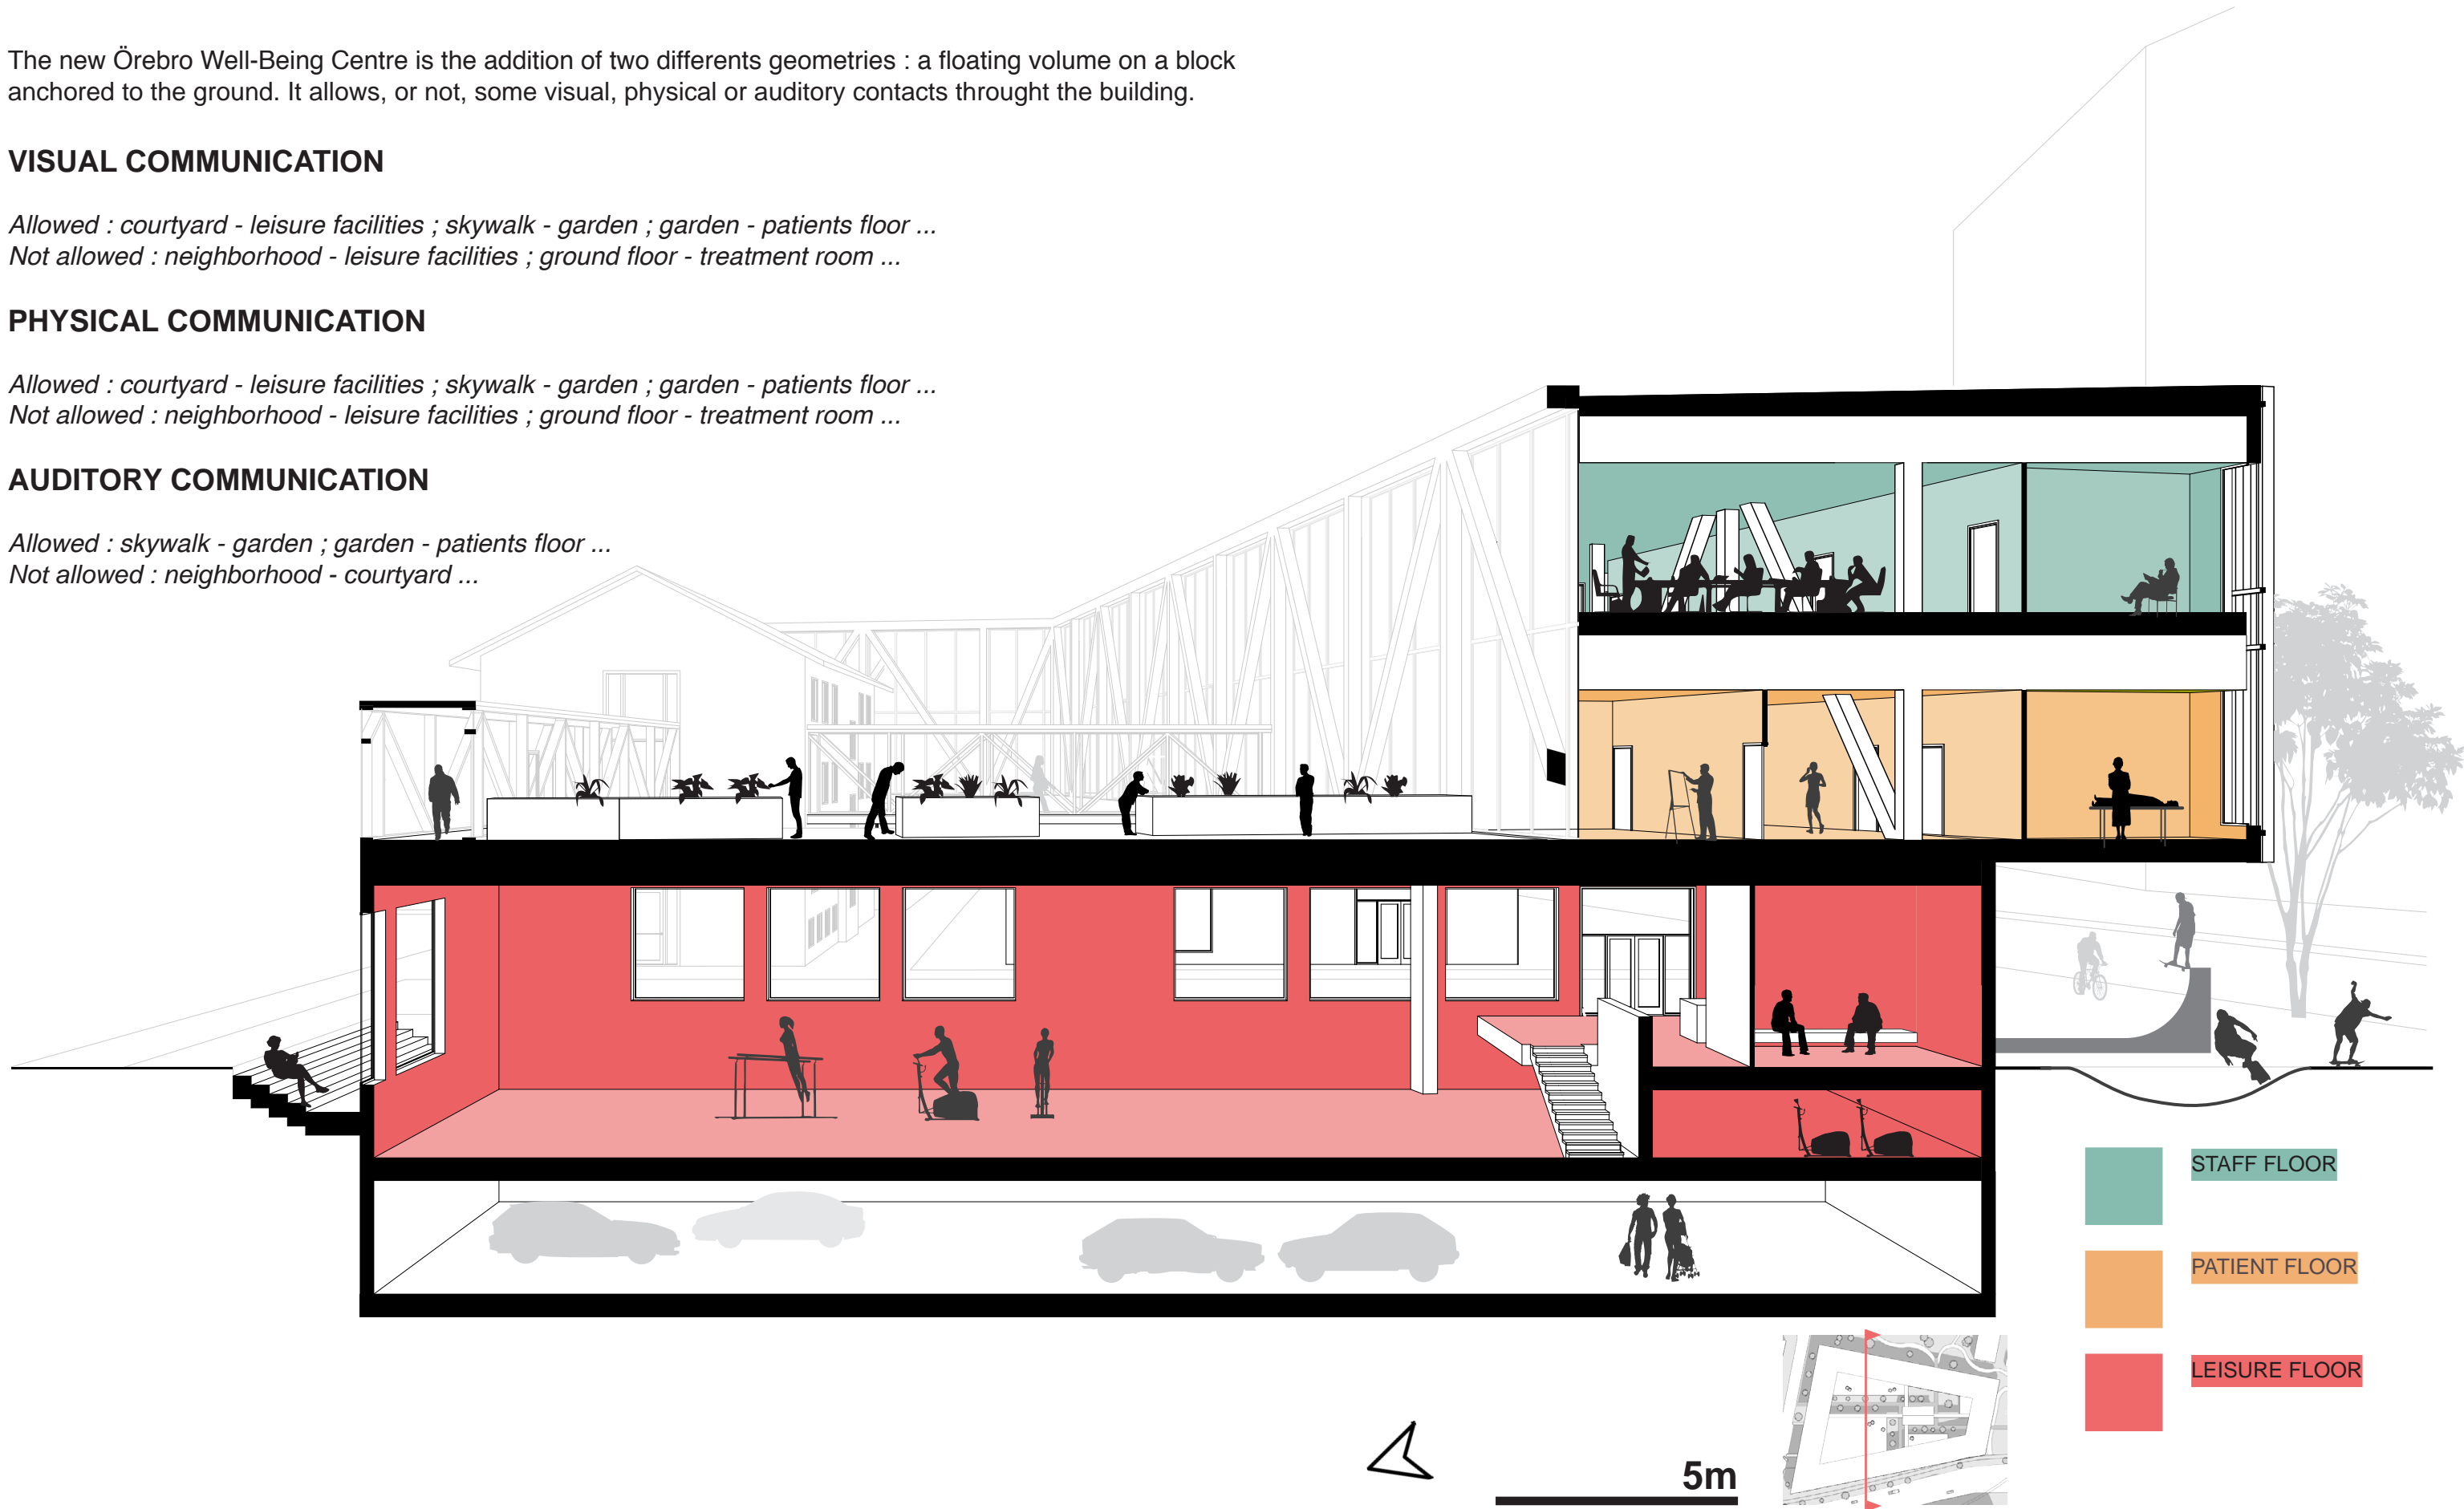 The new Örebro Well-Being Centre is the addition of two differents geometries : a floating volume on a block
anchored to the ground. It allows, or not, some visual, physical or auditory contacts throught the building.
VISUAL COMMUNICATION
Allowed : courtyard - leisure facilities ; skywalk - garden ; garden - patients floor ...
Not allowed : neighborhood - leisure facilities ; ground floor - treatment room ...
PHYSICAL COMMUNICATION
Allowed : courtyard - leisure facilities ; skywalk - garden ; garden - patients floor ...
Not allowed : neighborhood - leisure facilities ; ground floor - treatment room ...
AUDITORY COMMUNICATION
Allowed : skywalk - garden ; garden - patients floor ...
Not allowed : neighborhood - courtyard ...
STAFF FLOOR
PATIENT FLOOR
LEISURE FLOOR
5m